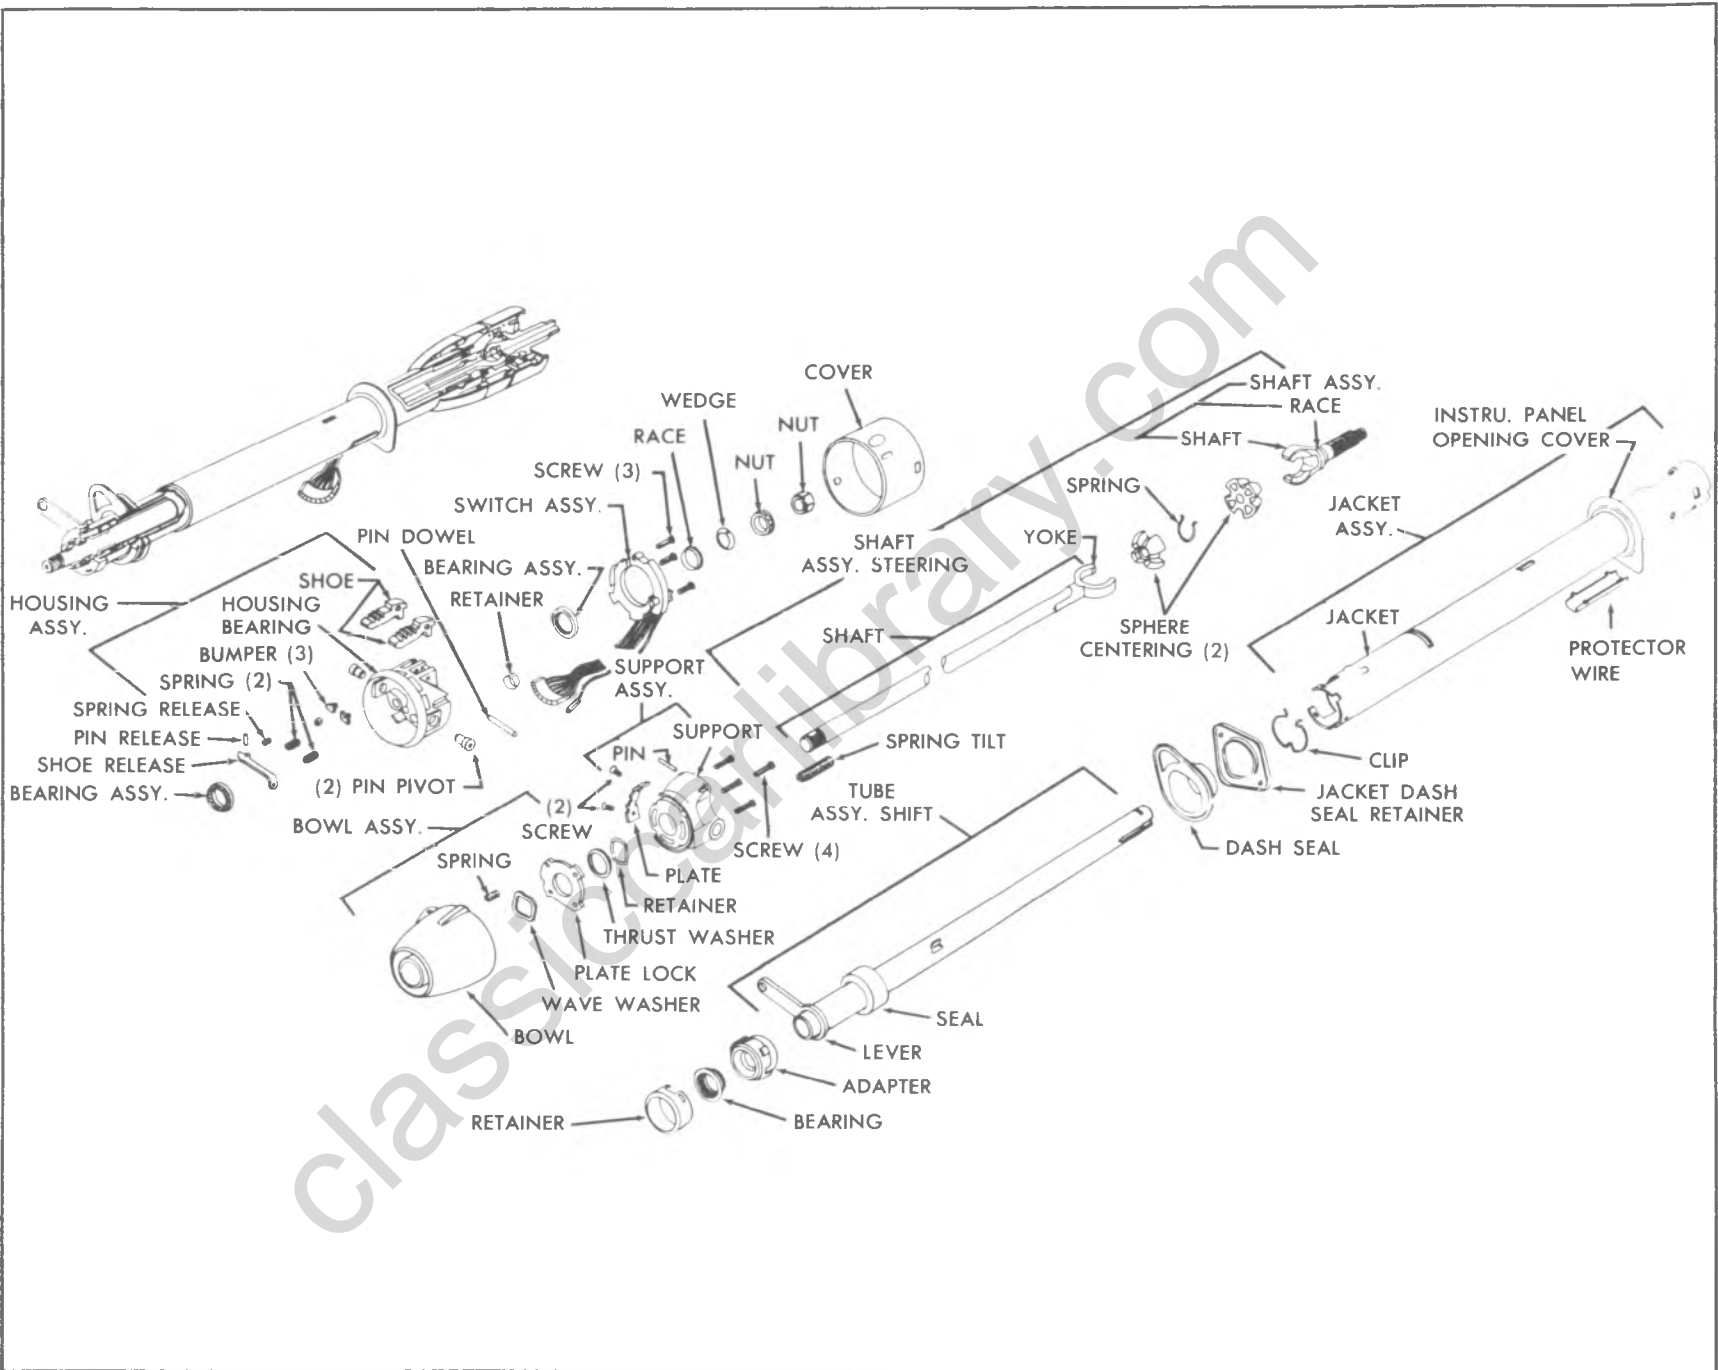 COVER
WEDGE
NUT
RACE
NUT
SCREW (3)
SWITCH ASSY.
PIN DOWEL
BEARING ASSY.
RETAINER
SHOE
HOUSING
ASSY.
HOUSING
BEARING
BUMPER (3)
SPRING (2)
SPRING RELEASE
PIN RELEASE
SHOE RELEASE
BEARING ASSY.
(2) PIN PIVOT
BOWL ASSY.
SUPPORT
ASSY.
SUPPORT
PIN
(2)
SCREW
SCREW (4)
SPRING
PLATE
RETAINER
THRUST WASHER
PLATE LOCK
WAVE WASHER
BOWL
SHAFT ASSY.
RACE
SHAFT
SPRING
SHAFT
ASSY. STEERING
YOKE
SHAFT
SPHERE
CENTERING (2)
SPRING TILT
TUBE
ASSY. SHIFT
INSTRU. PANEL
OPENING COVER
JACKET
ASSY.
JACKET
PROTECTOR
WIRE
CLIP
JACKET DASH
SEAL RETAINER
DASH SEAL
SEAL
LEVER
ADAPTER
BEARING
RETAINER
classiccarlibrary.com